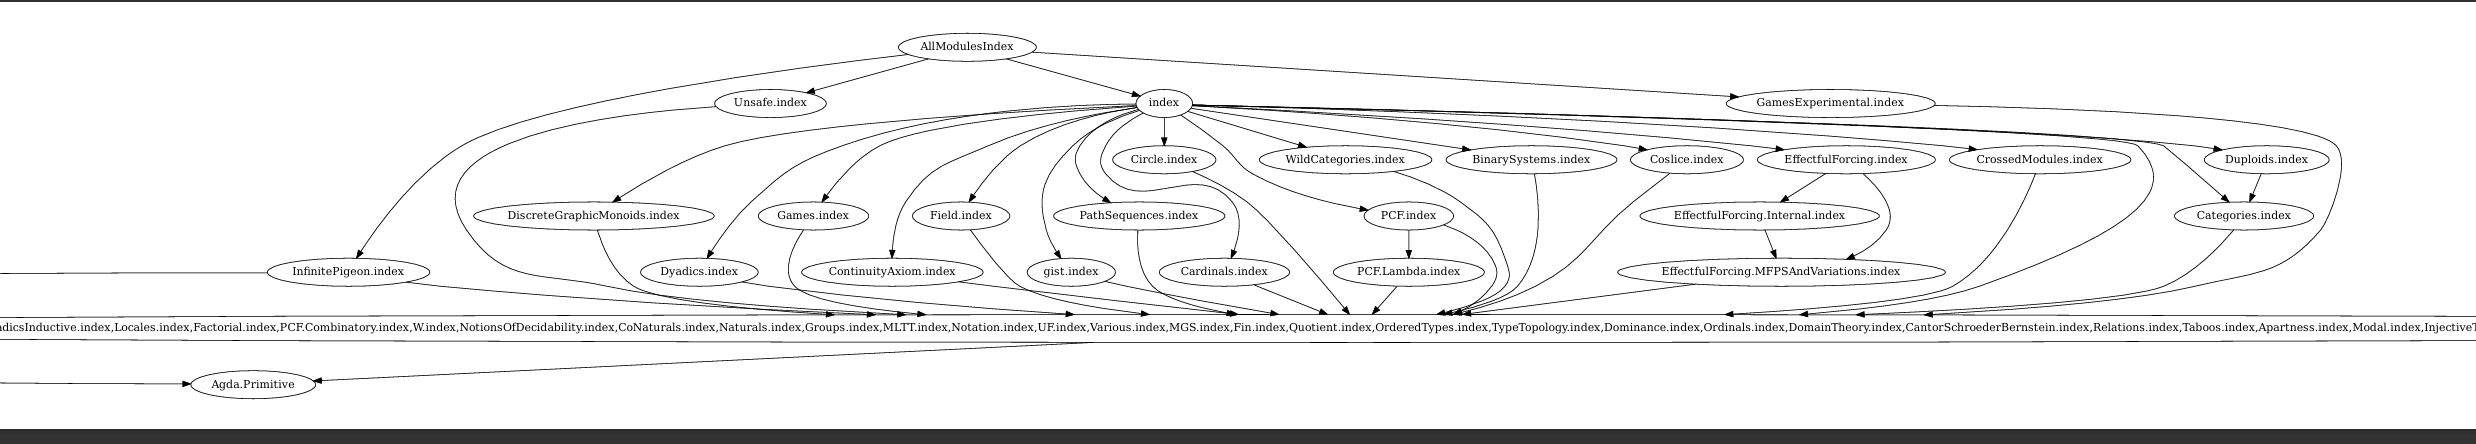 AllModulesIndex
Unsafe.index
index
GamesExperimental.index
Circle.index
WildCategories.index
BinarySystems.index
Coslice.index
EffectfulForcing.index
CrossedModules.index
Duploids.index
DiscreteGraphicMonoids.index
Games.index
Field.index
PathSequences.index
PCF.index
EffectfulForcing.Internal.index
Categories.index
InfinitePigeon.index
Dyadics.index
ContinuityAxiom.index
gist.index
Cardinals.index
PCF.Lambda.index
EffectfulForcing.MFPSAndVariations.index
adicsInductive.index,Locales.index,Factorial.index,PCF.Combinatory.index,W.index,NotionsOfDecidability.index,CoNaturals.index,Naturals.index,Groups.index,MLTT.index,Notation.index,UF.index,Various.index,MGS.index,Fin.index,Quotient.index,OrderedTypes.index,TypeTopology.index,Dominance.index,Ordinals.index,DomainTheory.index,CantorSchroederBernstein.index,Relations.index,Taboos.index,Apartness.index,Modal.index,InjectiveT
Agda.Primitive